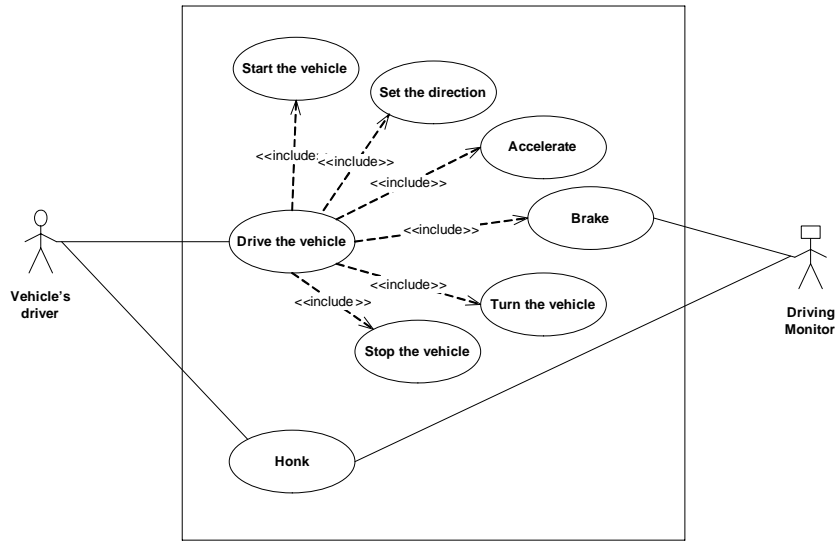 Start the vehicle
Set the direction
Accelerate
<<include>>
<<include>>
<<include>>
Brake
Drive the vehicle
<<include>>
<<include>>
<<include>>
Turn the vehicle
Stop the vehicle
Honk
Vehicle's
driver
Driving
Monitor